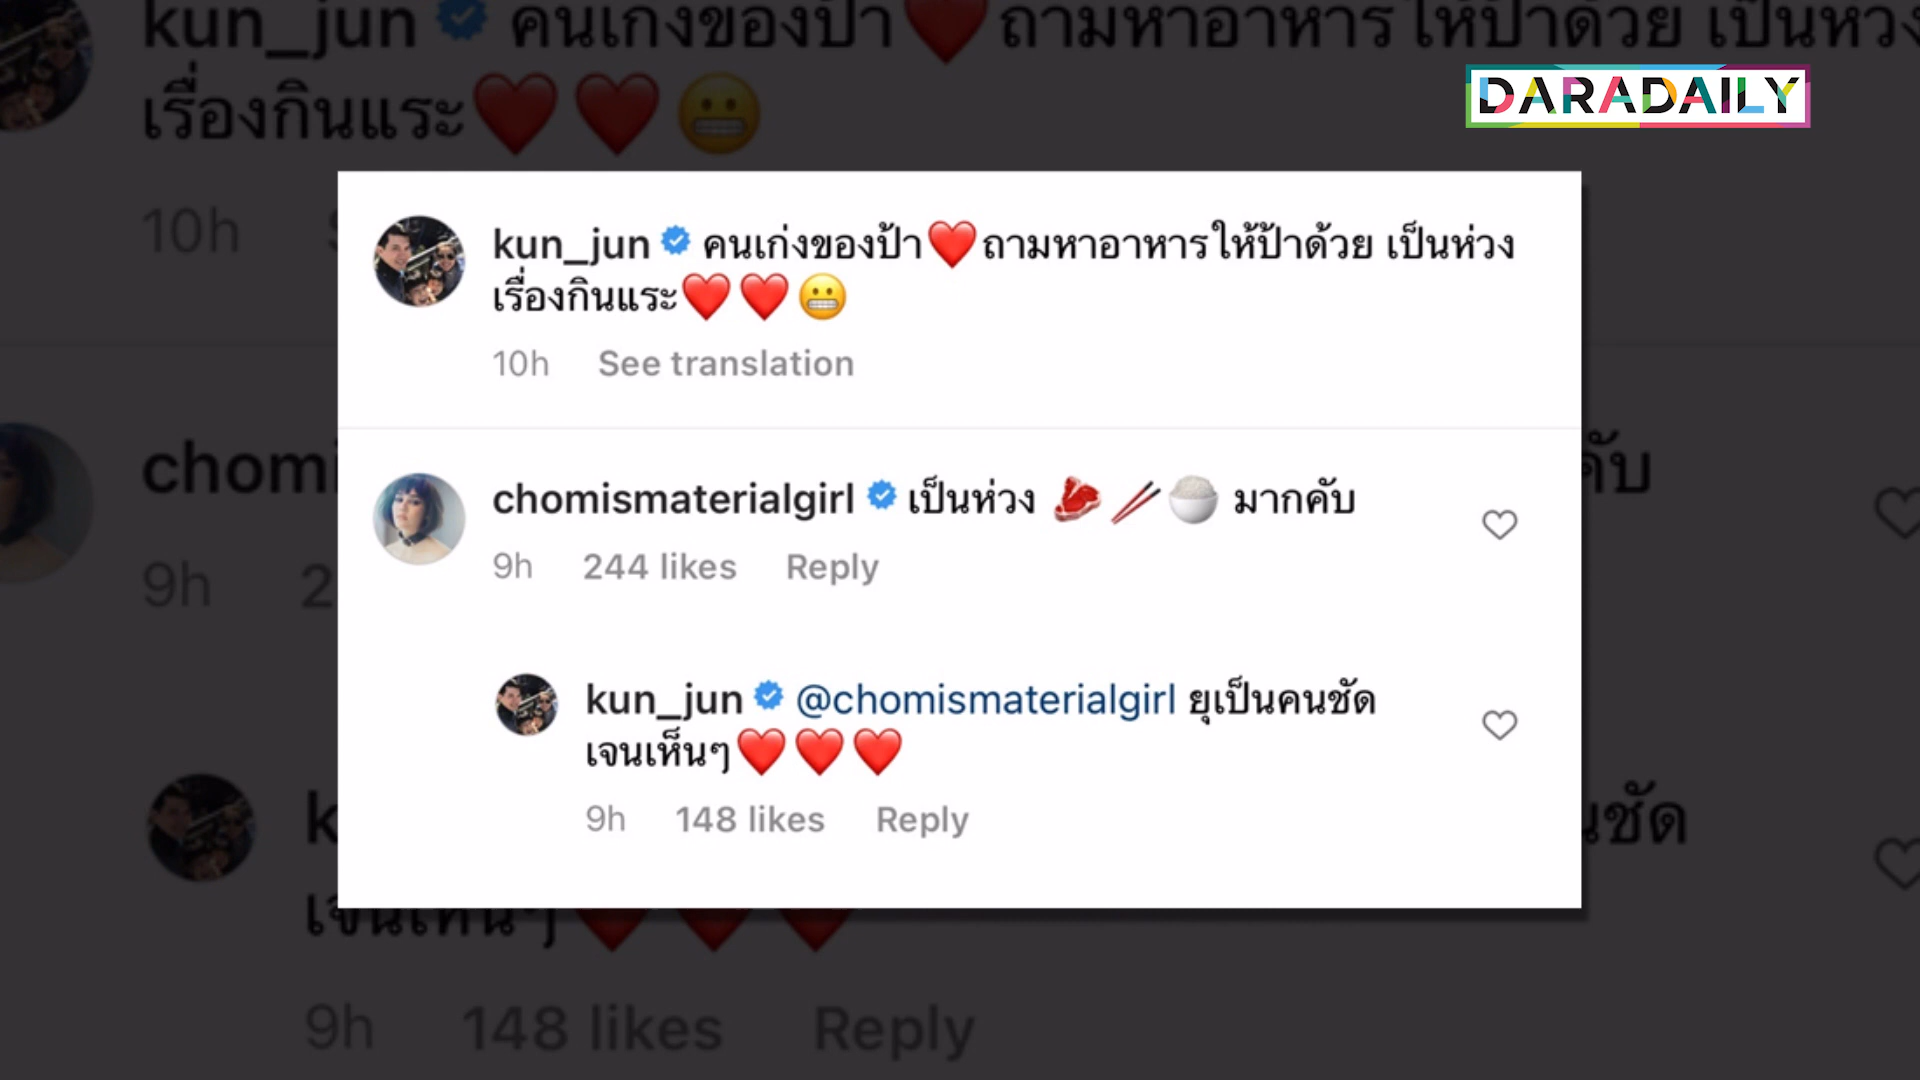 kun_jun คนเก่งของป้า❤️ถามหาอาหารให้ป้าด้วย เป็นห่วง
เรื่องกินแระ❤️❤️😬
10h
DARADAILY
kun_jun คนเก่งของป้า❤️ถามหาอาหารให้ป้าด้วย เป็นห่วง
เรื่องกินแระ❤️❤️😬
10h See translation
chomismaterialgirl เป็นห่วง 🥩🥢🍚 มากคับ
9h 244 likes Reply
kun_jun @chomismaterialgirl ยุเป็นคนชัด
เจนเห็นๆ❤️❤️❤️
9h 148 likes Reply
9h
เจนเห็นๆ❤️❤️❤️
9h 148 likes Reply